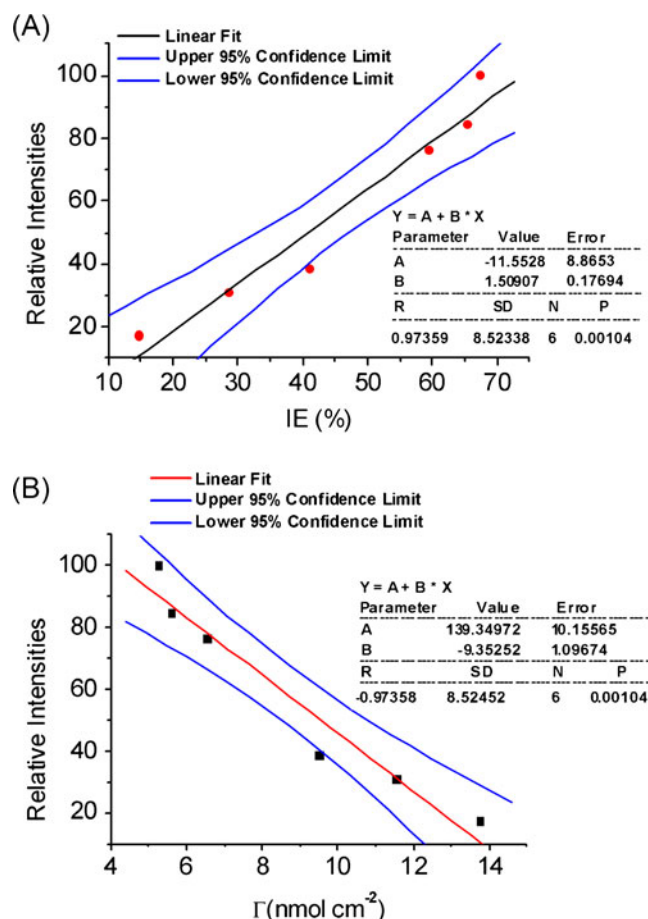 (A)
Linear Fit
Upper 95% Confidence Limit
Lower 95% Confidence Limit
Relative Intensities
100
80
60
40
20
Y = A + B * X
Parameter Value Error
A -11.5528 8.8653
B 1.50907 0.17694
R SD N P
0.97359 8.52338 6 0.00104
10 20 30 40 50 60 70
IE (%)
(B)
Linear Fit
Upper 95% Confidence Limit
Lower 95% Confidence Limit
Relative Intensities
100
80
60
40
20
Y = A + B * X
Parameter Value Error
A 139.34972 10.15565
B -9.35252 1.09674
R SD N P
-0.97358 8.52452 6 0.00104
4 6 8 10 12 14
Γ(nmol cm⁻²)